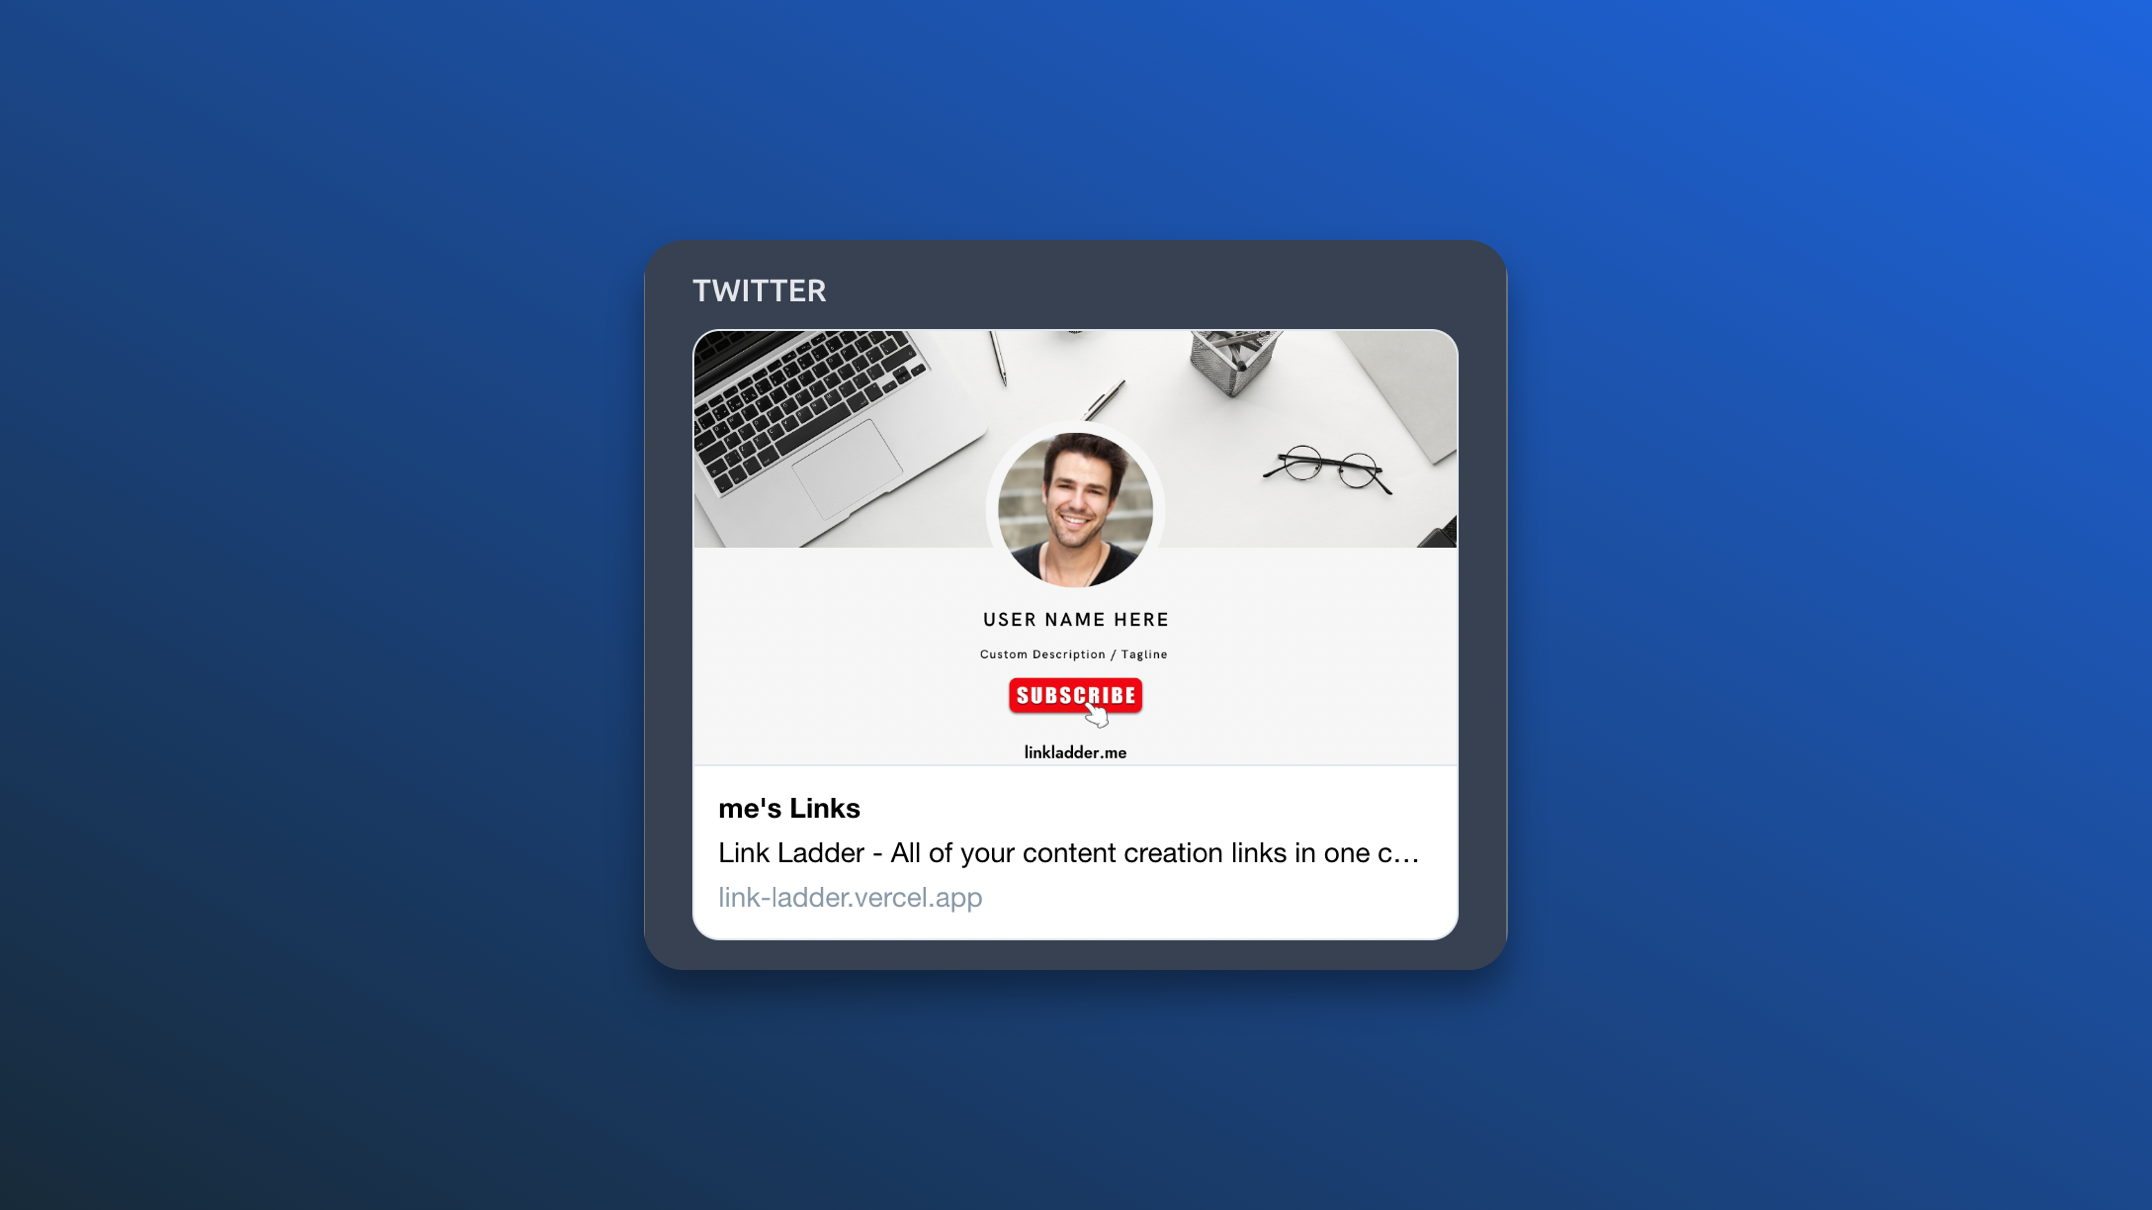 TWITTER
USER NAME HERE
Custom Description / Tagline
SUBSCRIBE
linkladder.me
me's Links
Link Ladder - All of your content creation links in one c...
link-ladder.vercel.app